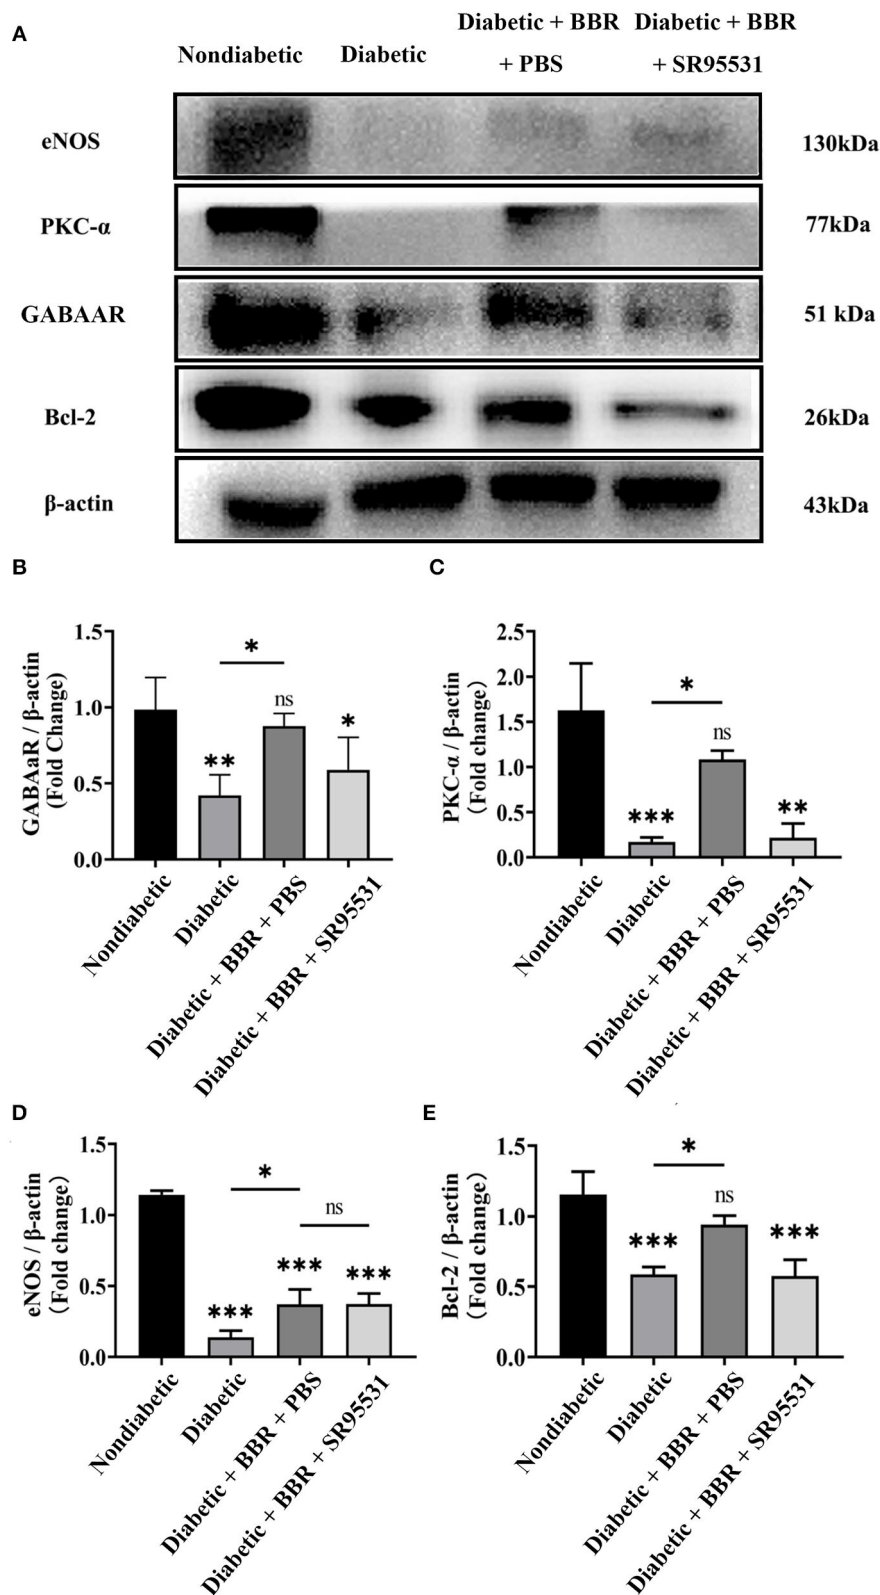 A
Nondiabetic
Diabetic
Diabetic + BBR
+ PBS
Diabetic + BBR
+ SR95531
eNOS
130kDa
PKC-α
77kDa
GABAAR
51 kDa
Bcl-2
26kDa
β-actin
43kDa
B
GABAaR / β-actin
(Fold Change)
1.5
1.0
0.5
0.0
*
**
ns
*
Nondiabetic
Diabetic
Diabetic + BBR + PBS
Diabetic + BBR + SR95531
C
PKC-α / β-actin
(Fold change)
2.5
2.0
1.5
1.0
0.5
0.0
*
***
ns
**
Nondiabetic
Diabetic
Diabetic + BBR + PBS
Diabetic + BBR + SR95531
D
eNOS / β-actin
(Fold change)
1.5
1.0
0.5
0.0
*
ns
***
***
***
Nondiabetic
Diabetic
Diabetic + BBR + PBS
Diabetic + BBR + SR95531
E
Bcl-2 / β-actin
(Fold change)
1.5
1.0
0.5
0.0
*
***
ns
***
Nondiabetic
Diabetic
Diabetic + BBR + PBS
Diabetic + BBR + SR95531